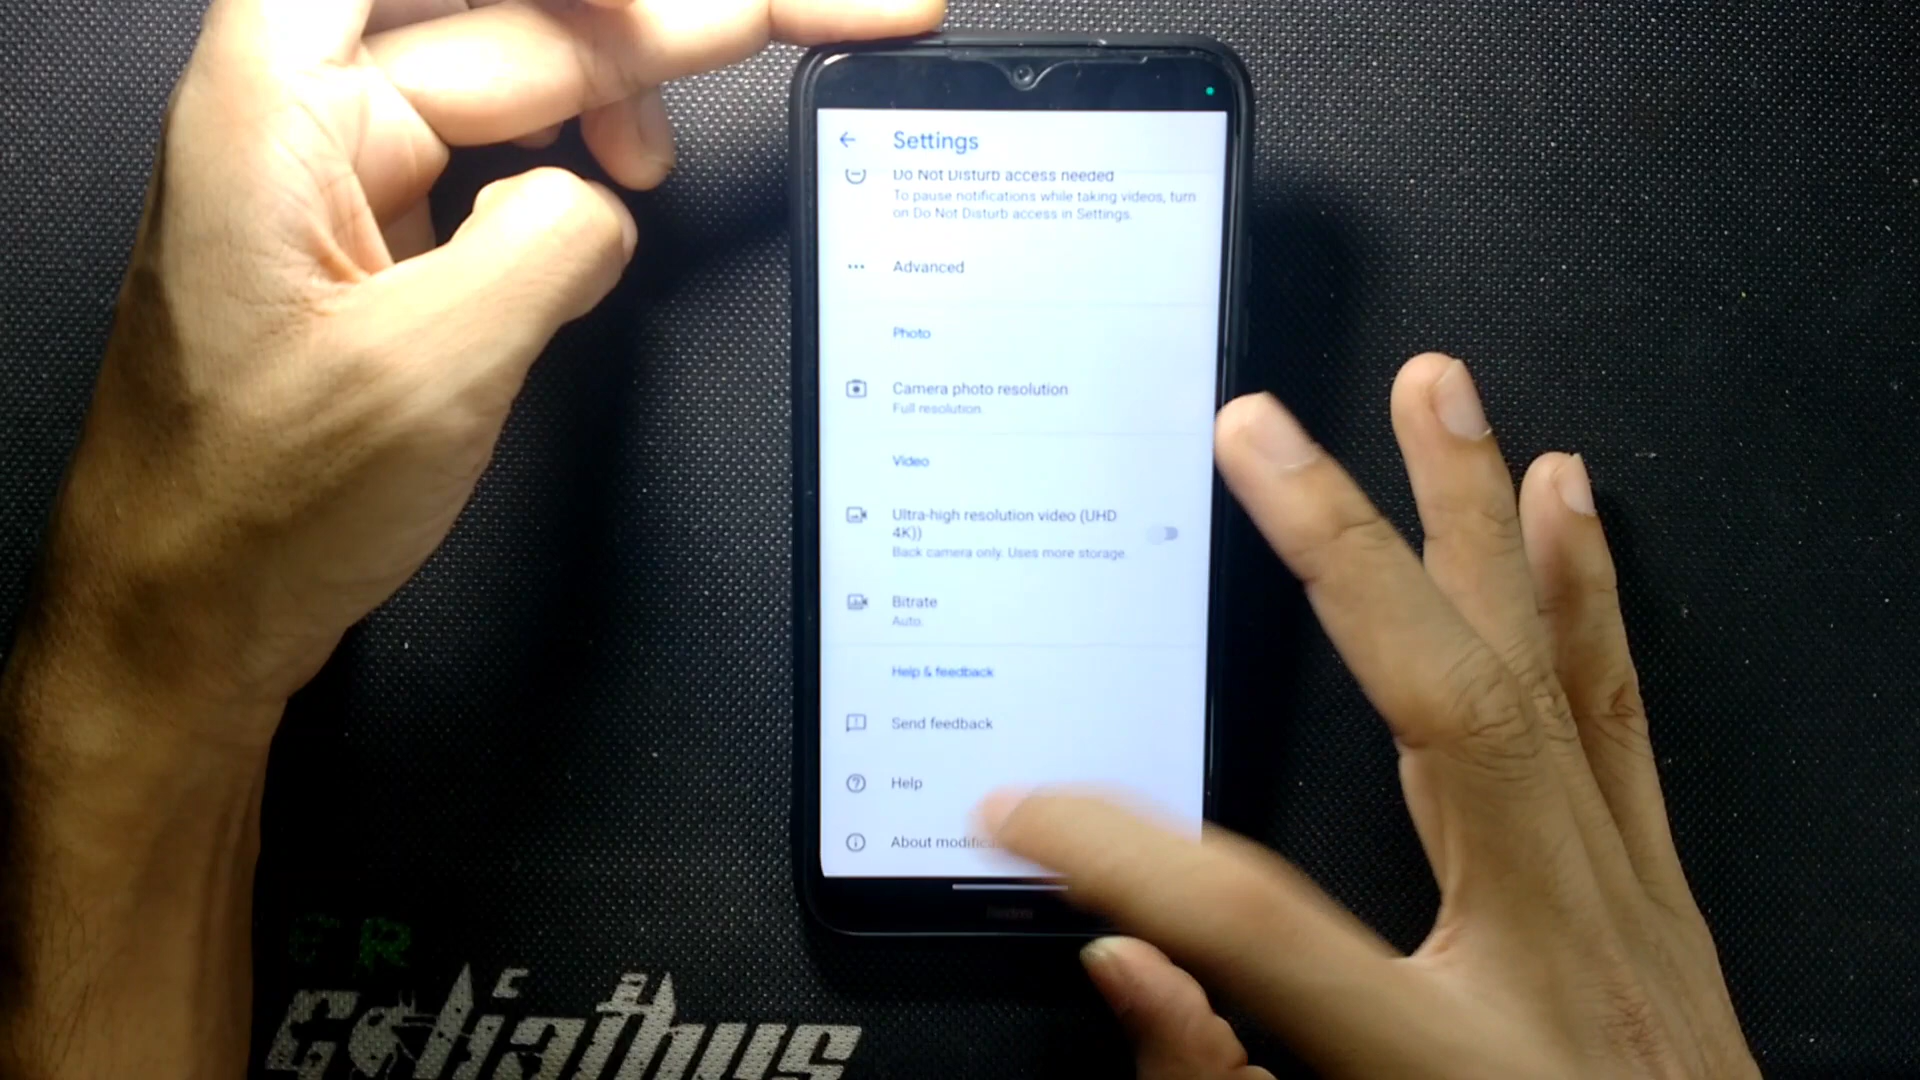 Settings
Do Not Disturb access needed
To pause notifications while taking videos, turn
on Do Not Disturb access in Settings.
Advanced
Photo
Camera photo resolution
Full resolution
Video
Ultra-high resolution video (UHD
4K))
Back camera only. Uses more storage.
Bitrate
Auto
Help & feedback
Send feedback
Help
About
Redmi
R